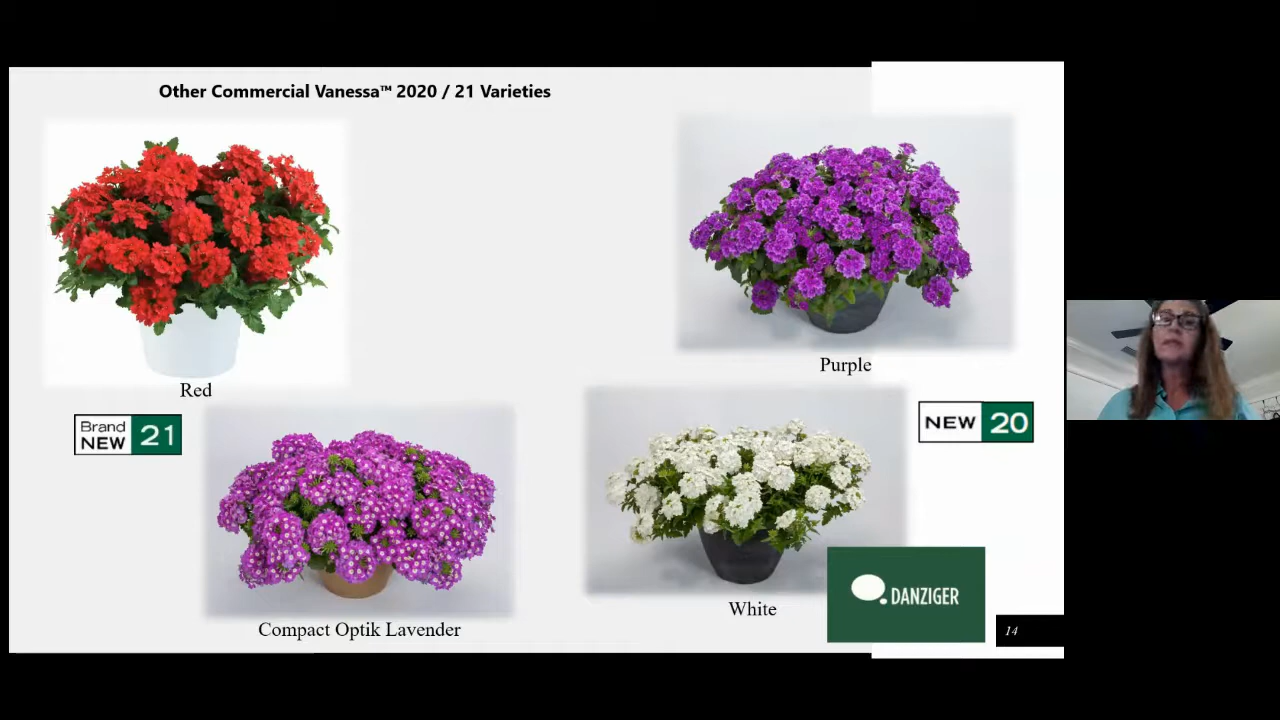 Other Commercial Vanessa™ 2020 / 21 Varieties
Red
Purple
Brand
NEW 21
NEW 20
Compact Optik Lavender
White
DANZIGER
14